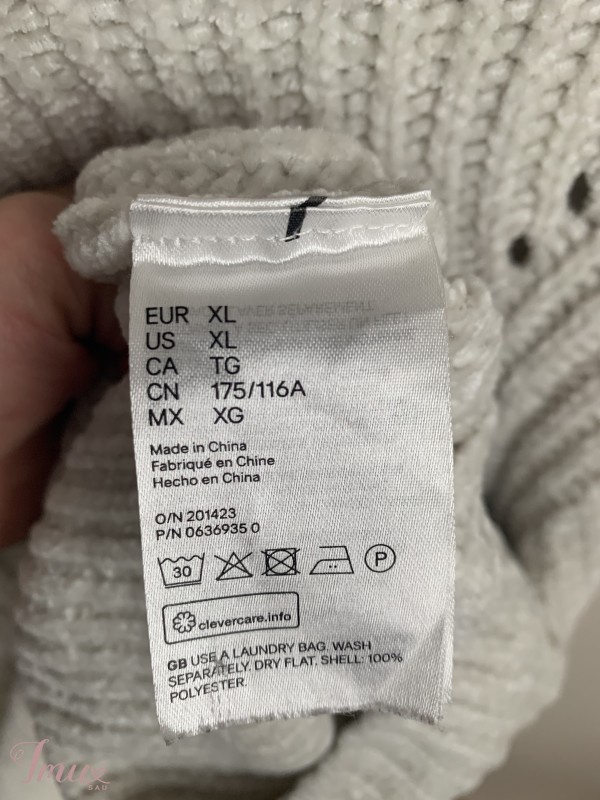 EUR XL
US XL
CA TG
CN 175/116A
MX XG
Made in China
Fabriqué en Chine
Hecho en China
O/N 201423
P/N 0636935 0
30
P
clevercare.info
GB USE A LAUNDRY BAG. WASH
SEPARATELY. DRY FLAT. SHELL: 100%
POLYESTER.